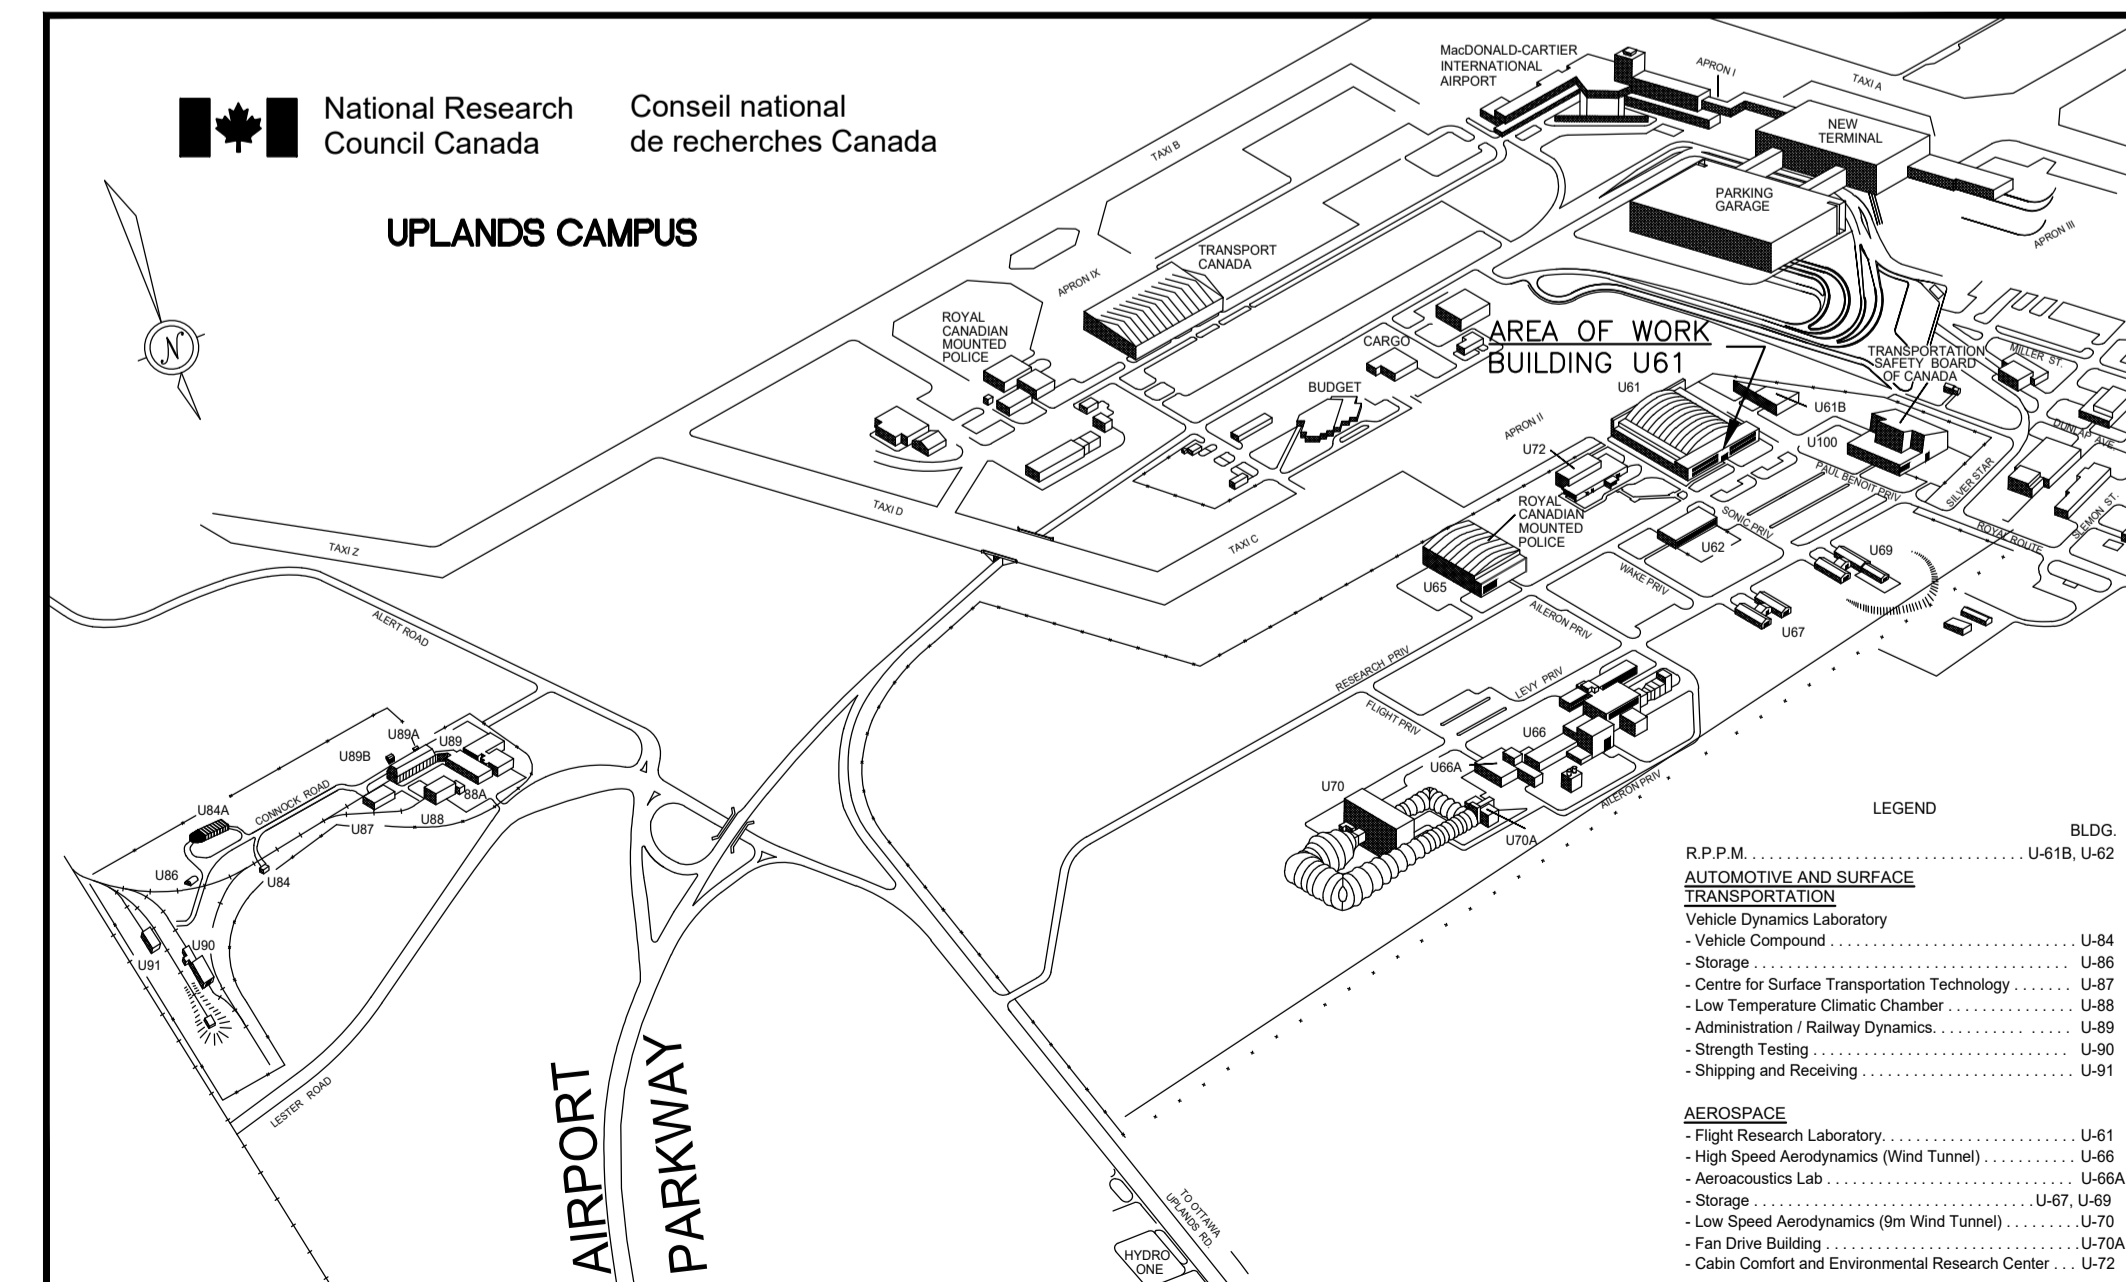 National Research
Council Canada
Conseil national
de recherches Canada
UPLANDS CAMPUS
N
MacDONALD-CARTIER
INTERNATIONAL
AIRPORT
APRON I
TAXI A
NEW
TERMINAL
PARKING
GARAGE
APRON III
TAXI B
TRANSPORT
CANADA
APRON IX
ROYAL
CANADIAN
MOUNTED
POLICE
CARGO
BUDGET
AREA OF WORK
BUILDING U61
TRANSPORTATION
SAFETY BOARD
OF CANADA
MILLER ST.
U61
U61B
U100
DUNLAP AVE.
APRON II
U72
PAUL BENOIT PRIV
SILVER STAR
SLEMON ST.
ROYAL ROUTE
ROYAL
CANADIAN
MOUNTED
POLICE
SONIC PRIV
U62
U69
TAXI D
TAXI C
TAXI Z
U65
WAKE PRIV
AILERON PRIV
U67
ALERT ROAD
RESEARCH PRIV
LEVY PRIV
FLIGHT PRIV
U66
U66A
U70
AILERON PRIV
U70A
U89A
U89
U89B
CONNOCK ROAD
88A
U84A
U87
U88
U86
U84
U90
U91
LESTER ROAD
AIRPORT
PARKWAY
TO OTTAWA
UPLANDS RD.
HYDRO
ONE
LEGEND
BLDG.
R.P.P.M. . . . . . . . . . . . . . . . . . . . . . . . . . . . . . . . U-61B, U-62
AUTOMOTIVE AND SURFACE
TRANSPORTATION
Vehicle Dynamics Laboratory
- Vehicle Compound . . . . . . . . . . . . . . . . . . . . . . . . . . . . U-84
- Storage . . . . . . . . . . . . . . . . . . . . . . . . . . . . . . . . . . . . U-86
- Centre for Surface Transportation Technology . . . . . . . U-87
- Low Temperature Climatic Chamber . . . . . . . . . . . . . . . U-88
- Administration / Railway Dynamics. . . . . . . . . . . . . . . . U-89
- Strength Testing . . . . . . . . . . . . . . . . . . . . . . . . . . . . . U-90
- Shipping and Receiving . . . . . . . . . . . . . . . . . . . . . . . . U-91
AEROSPACE
- Flight Research Laboratory. . . . . . . . . . . . . . . . . . . . . . . U-61
- High Speed Aerodynamics (Wind Tunnel) . . . . . . . . . . . U-66
- Aeroacoustics Lab . . . . . . . . . . . . . . . . . . . . . . . . . . . . U-66A
- Storage . . . . . . . . . . . . . . . . . . . . . . . . . . . . . . . . U-67, U-69
- Low Speed Aerodynamics (9m Wind Tunnel) . . . . . . . . . U-70
- Fan Drive Building . . . . . . . . . . . . . . . . . . . . . . . . . . . . . U-70A
- Cabin Comfort and Environmental Research Center . . . U-72